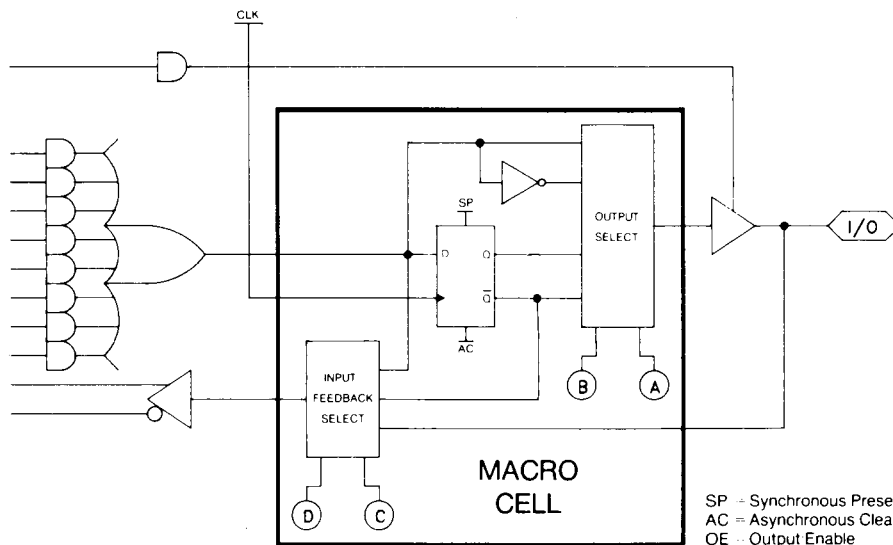 CLK
SP
OUTPUT
SELECT
I/O
D
Q
Q
AC
INPUT
FEEDBACK
SELECT
B
A
D
C
MACRO
CELL
SP = Synchronous Prese
AC = Asynchronous Clea
OE = Output Enable